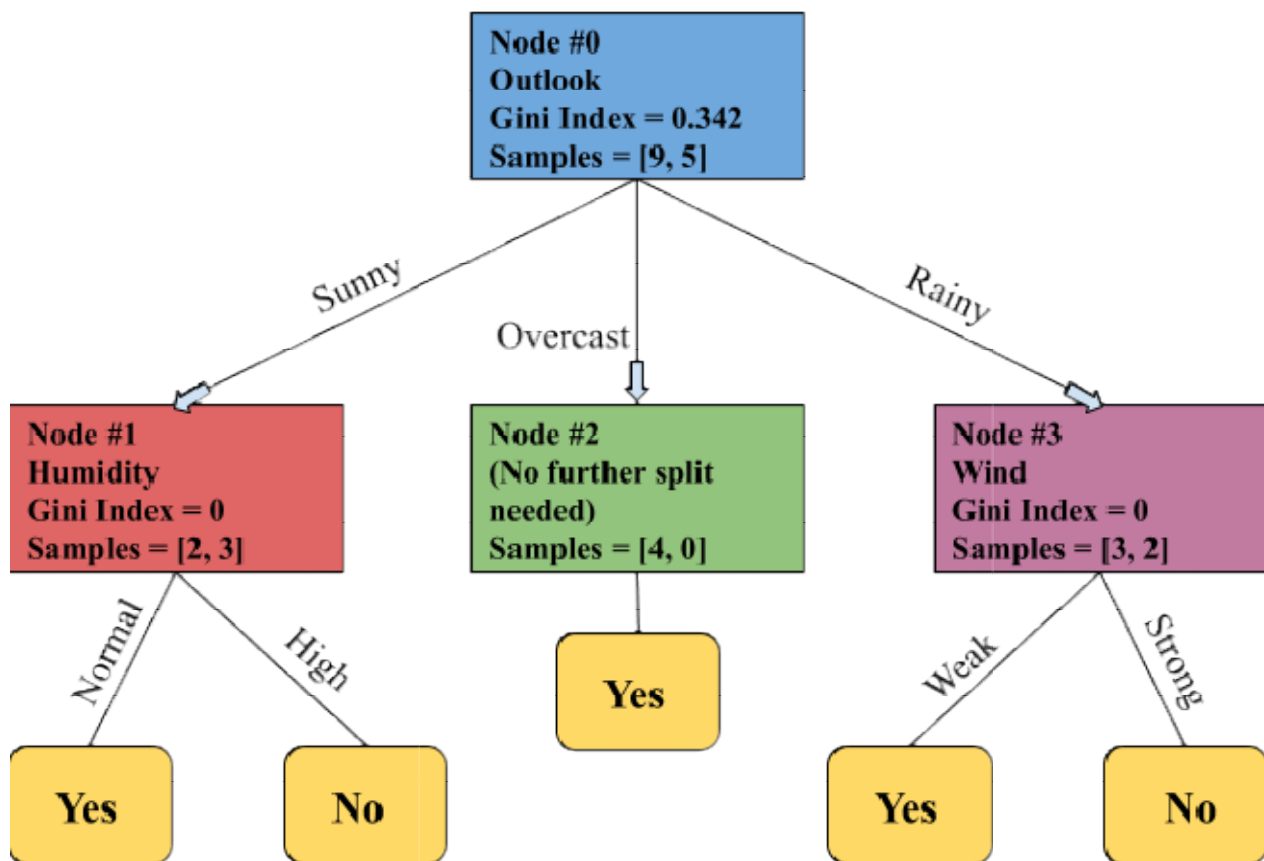 Node #0
Outlook
Gini Index = 0.342
Samples = [9, 5]
Sunny
Overcast
Rainy
Node #1
Humidity
Gini Index = 0
Samples = [2, 3]
Node #2
(No further split
needed)
Samples = [4, 0]
Node #3
Wind
Gini Index = 0
Samples = [3, 2]
Normal
High
Weak
Strong
Yes
No
Yes
Yes
No